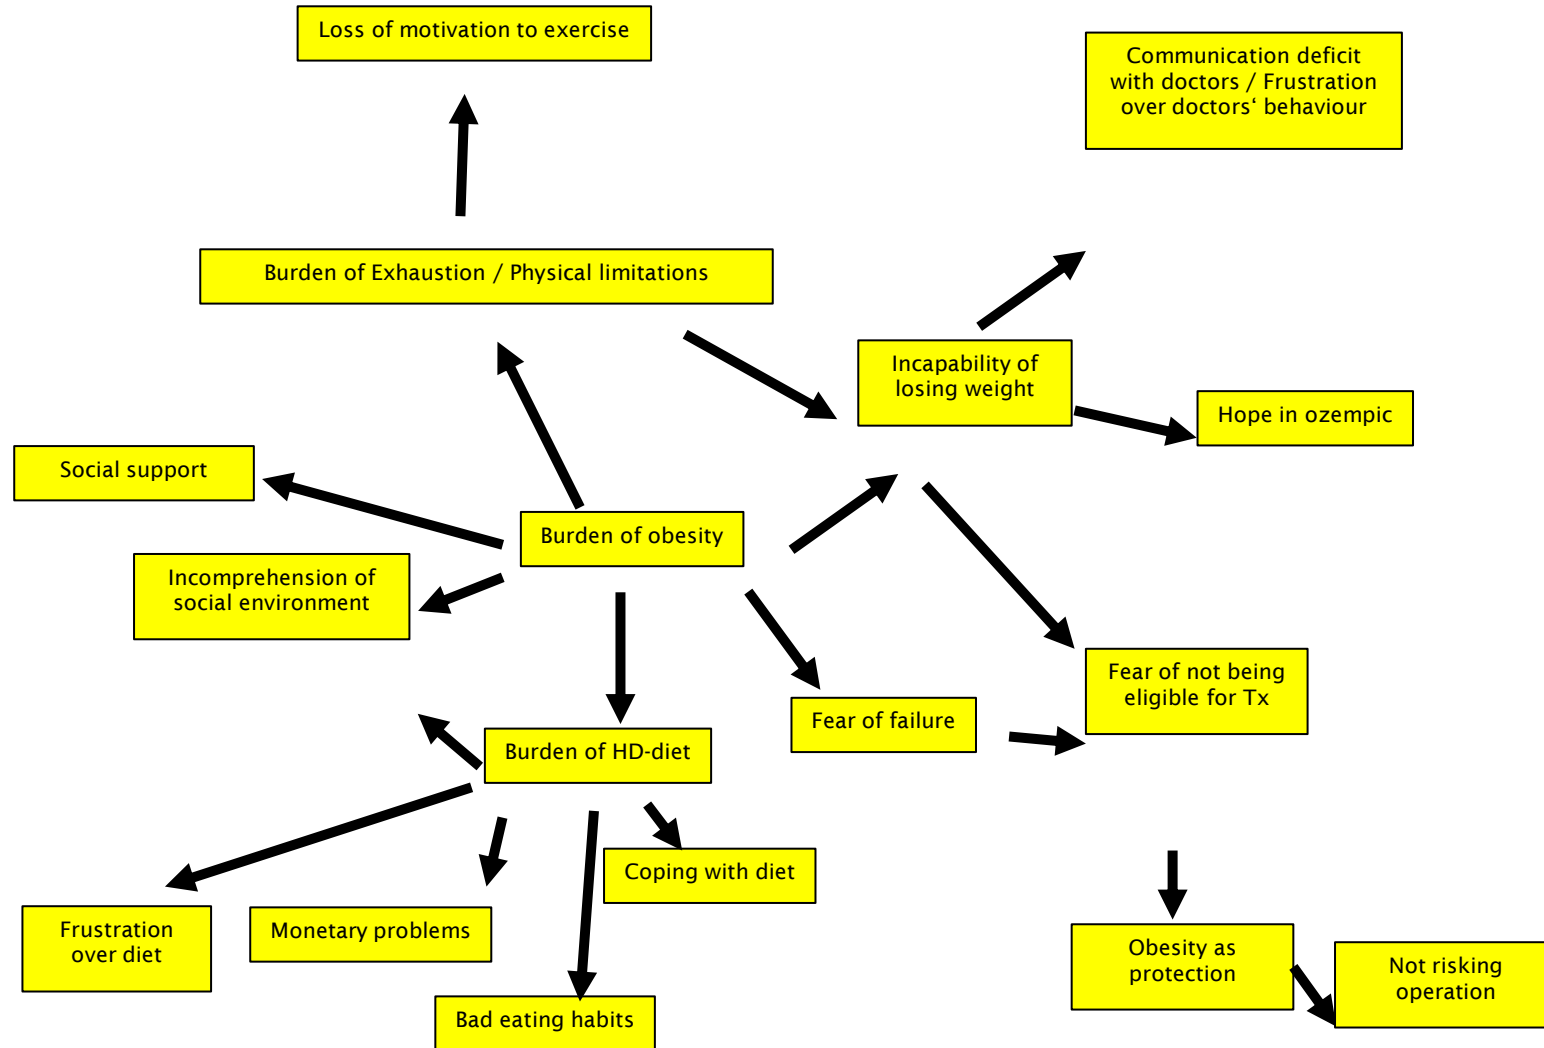 Loss of motivation to exercise
Communication deficit
with doctors / Frustration
over doctors‘ behaviour
Burden of Exhaustion / Physical limitations
Incapability of
losing weight
Hope in ozempic
Social support
Burden of obesity
Incomprehension of
social environment
Fear of not being
eligible for Tx
Fear of failure
Burden of HD-diet
Coping with diet
Frustration
over diet
Monetary problems
Obesity as
protection
Not risking
operation
Bad eating habits